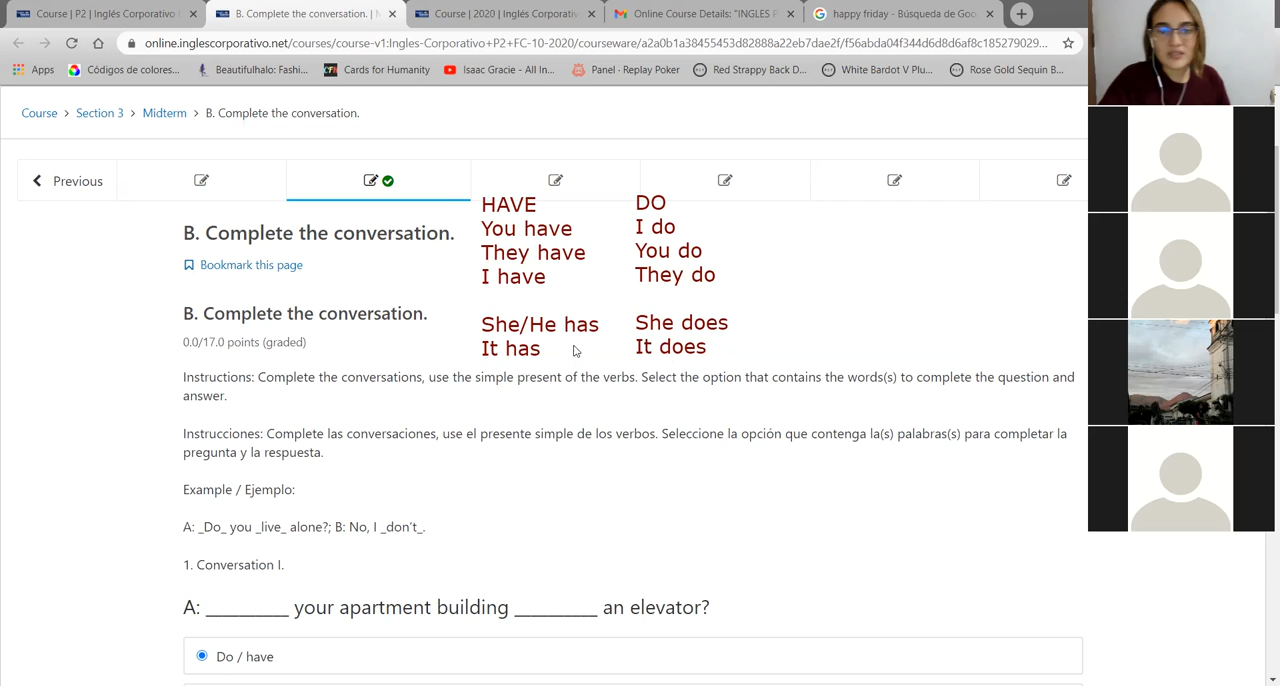 Course | P2 | Inglés Corporativo
B. Complete the conversation. |
Course | 2020 | Inglés Corporativ
Online Course Details: "INGLES P
happy friday - Búsqueda de Goo
online.inglescorporativo.net/courses/course-v1:Ingles-Corporativo+P2+FC-10-2020/courseware/a2a0b1a38455453d82888a22eb7dae2f/f56abda04f344d6d8d6af8c185279029...
Apps
Códigos de colores...
Beautifulhalo: Fashi...
Cards for Humanity
Isaac Gracie - All In...
Panel · Replay Poker
Red Strappy Back D...
White Bardot V Plu...
Rose Gold Sequin B...
Course > Section 3 > Midterm > B. Complete the conversation.
Previous
HAVE
You have
They have
I have
She/He has
It has
DO
I do
You do
They do
She does
It does
B. Complete the conversation.
Bookmark this page
B. Complete the conversation.
0.0/17.0 points (graded)
Instructions: Complete the conversations, use the simple present of the verbs. Select the option that contains the words(s) to complete the question and
answer.
Instrucciones: Complete las conversaciones, use el presente simple de los verbos. Seleccione la opción que contenga la(s) palabras(s) para completar la
pregunta y la respuesta.
Example / Ejemplo:
A: _Do_ you _live_ alone?; B: No, I _don't_.
1. Conversation I.
A: __________ your apartment building __________ an elevator?
Do / have